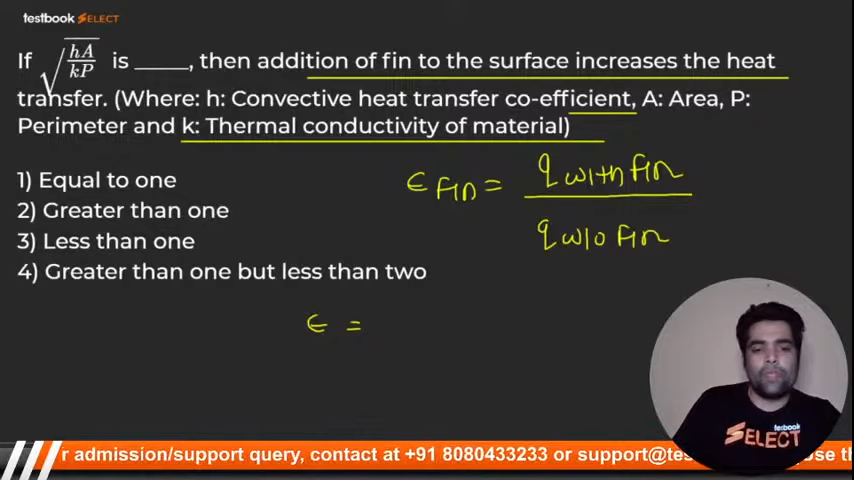 testbook SELECT
If √hA/kP is _____, then addition of fin to the surface increases the heat
transfer. (Where: h: Convective heat transfer co-efficient, A: Area, P:
Perimeter and k: Thermal conductivity of material)
1) Equal to one
2) Greater than one
3) Less than one
4) Greater than one but less than two
ϵ Fin = q with fin / q w/o fin
ϵ =
testbook
SELECT
r admission/support query, contact at +91 8080433233 or support@tes